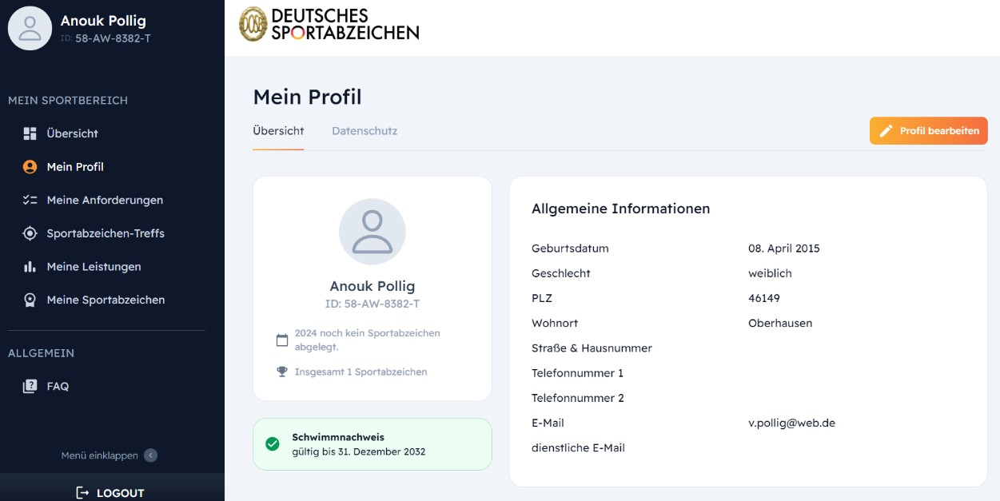 Anouk Pollig
ID: 58-AW-8382-T
MEIN SPORTBEREICH
Übersicht
Mein Profil
Meine Anforderungen
Sportabzeichen-Treffs
Meine Leistungen
Meine Sportabzeichen
ALLGEMEIN
FAQ
Menü einklappen
LOGOUT
DOSB
DEUTSCHES
SPORTABZEICHEN
Mein Profil
Übersicht Datenschutz
Profil bearbeiten
Anouk Pollig
ID: 58-AW-8382-T
2024 noch kein Sportabzeichen
abgelegt.
Insgesamt 1 Sportabzeichen
Schwimmnachweis
gültig bis 31. Dezember 2032
Allgemeine Informationen
Geburtsdatum 08. April 2015
Geschlecht weiblich
PLZ 46149
Wohnort Oberhausen
Straße & Hausnummer
Telefonnummer 1
Telefonnummer 2
E-Mail v.pollig@web.de
dienstliche E-Mail